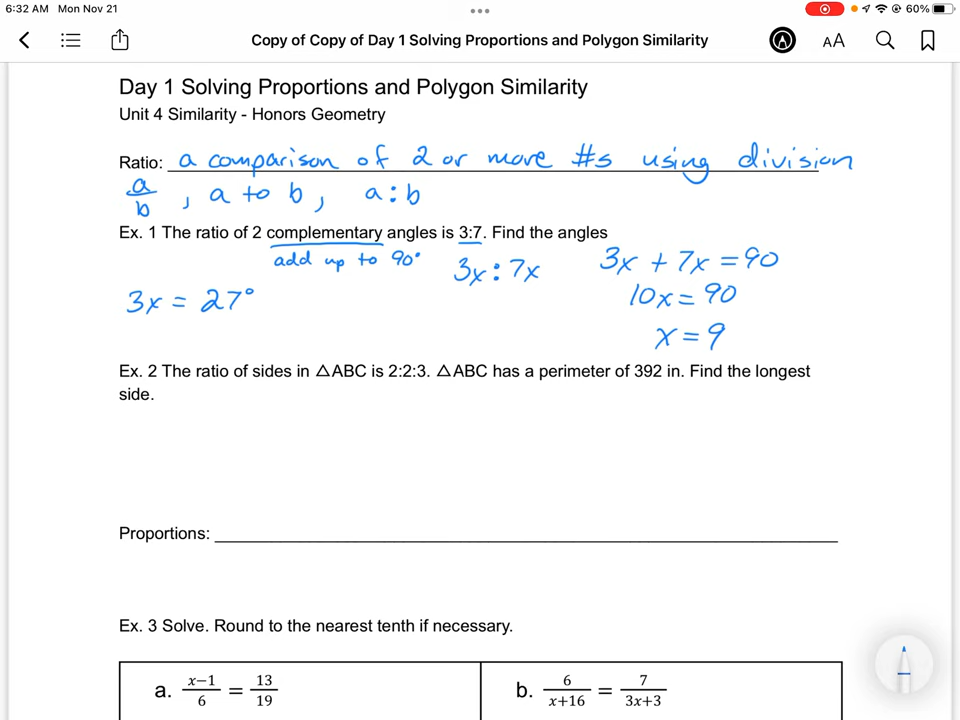 6:32 AM Mon Nov 21
60%
Copy of Copy of Day 1 Solving Proportions and Polygon Similarity
AA
Day 1 Solving Proportions and Polygon Similarity
Unit 4 Similarity - Honors Geometry
Ratio: a comparison of 2 or more #s using division
a/b, a to b, a:b
Ex. 1 The ratio of 2 complementary angles is 3:7. Find the angles
add up to 90°
3x : 7x
3x + 7x = 90
3x = 27°
10x = 90
x = 9
Ex. 2 The ratio of sides in △ABC is 2:2:3. △ABC has a perimeter of 392 in. Find the longest
side.
Proportions:
Ex. 3 Solve. Round to the nearest tenth if necessary.
a. x−1/6 = 13/19
b. 6/x+16 = 7/3x+3